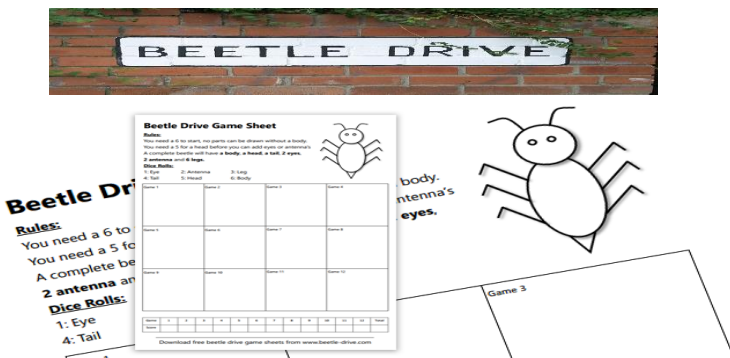 BEETLE DRIVE
Beetle Drive Game Sheet
Rules:
You need a 6 to start, no parts can be drawn without a body.
You need a 5 for a head before you can add eyes or antenna's
A complete beetle will have a body, a head, a tail, 2 eyes,
2 antenna and 6 legs.
Dice Rolls:
1: Eye 2: Antenna 3: Leg
4: Tail 5: Head 6: Body
Game 1 Game 2 Game 3 Game 4
Game 5 Game 6 Game 7 Game 8
Game 9 Game 10 Game 11 Game 12
Game 1 2 3 4 5 6 7 8 9 10 11 12 Total
Score
Download free beetle drive game sheets from www.beetle-drive.com
Beetle Dri
Rules:
You need a 6 to
body.
You need a 5 fo
ntenna's
A complete be
eyes,
2 antenna an
Dice Rolls:
1: Eye
4: Tail
Game 3